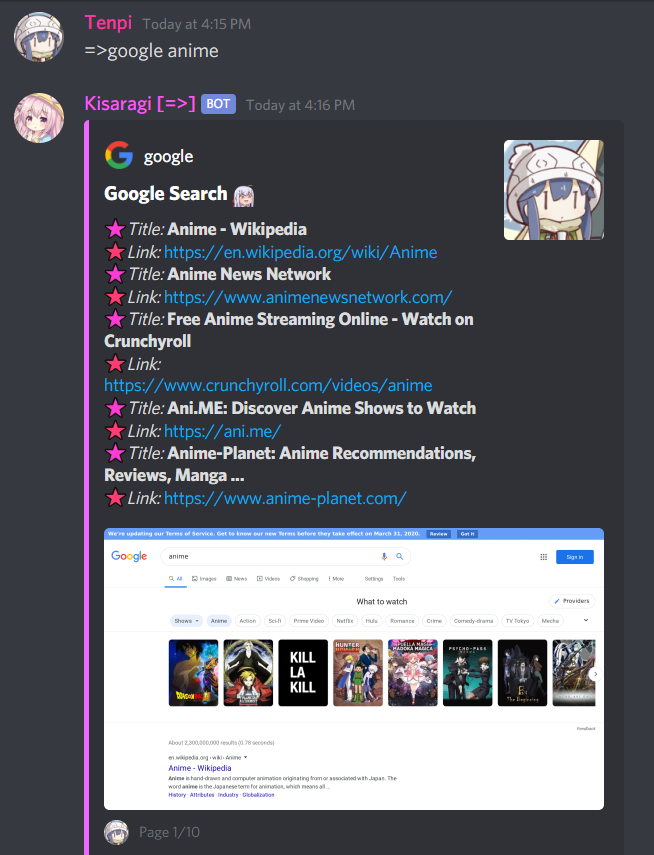 Tenpi Today at 4:15 PM
=>google anime
Kisaragi [=>] BOT Today at 4:16 PM
google
Google Search
Title: Anime - Wikipedia
Link: https://en.wikipedia.org/wiki/Anime
Title: Anime News Network
Link: https://www.animenewsnetwork.com/
Title: Free Anime Streaming Online - Watch on
Crunchyroll
Link:
https://www.crunchyroll.com/videos/anime
Title: Ani.ME: Discover Anime Shows to Watch
Link: https://ani.me/
Title: Anime-Planet: Anime Recommendations,
Reviews, Manga ...
Link: https://www.anime-planet.com/
We're updating our Terms of Service. Get to know our new Terms before they take effect on March 31, 2020. Review Got it
Google anime Sign in
All Images News Videos Shopping More Settings Tools
What to watch Providers
Shows Anime Action Sci-fi Prime Video Netflix Hulu Romance Crime Comedy-drama TV Tokyo Mecha
KILL
LA
KILL
HUNTER
PUELLA MAGI
MADOKA MAGICA
PSYCHO-PASS
The Beginning
Feedback
About 2,300,000,000 results (0.78 seconds)
en.wikipedia.org › wiki › Anime
Anime - Wikipedia
Anime is hand-drawn and computer animation originating from or associated with Japan. The
word anime is the Japanese term for animation, which means all ...
History · Attributes · Industry · Globalization
Page 1/10